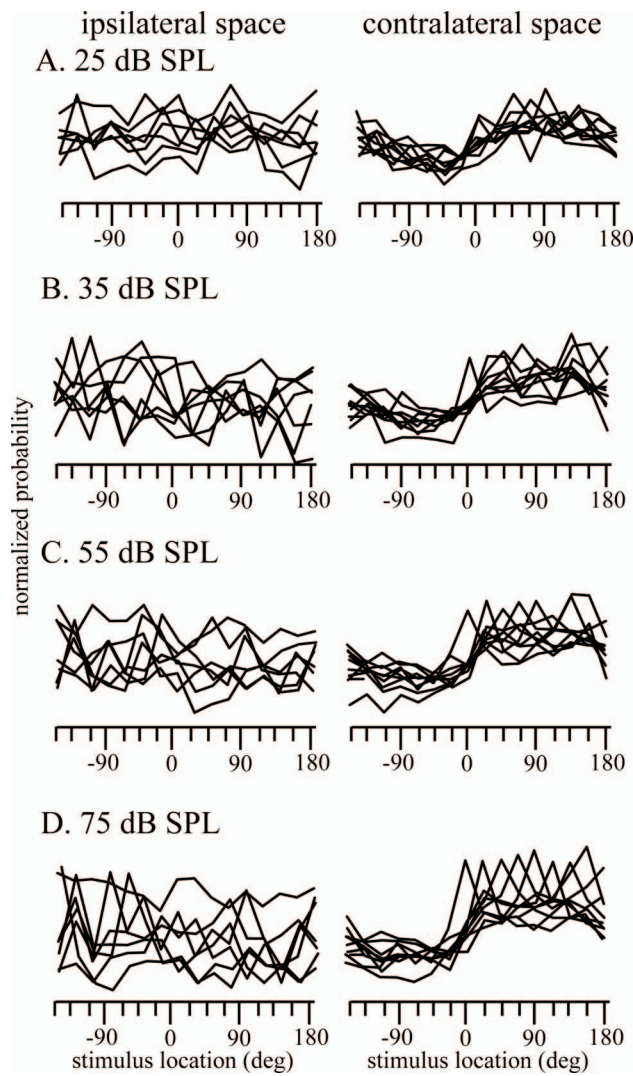 ipsilateral space contralateral space
A. 25 dB SPL
-90 0 90 180 -90 0 90 180
B. 35 dB SPL
-90 0 90 180 -90 0 90 180
normalized probability
C. 55 dB SPL
-90 0 90 180 -90 0 90 180
D. 75 dB SPL
-90 0 90 180 -90 0 90 180
stimulus location (deg) stimulus location (deg)